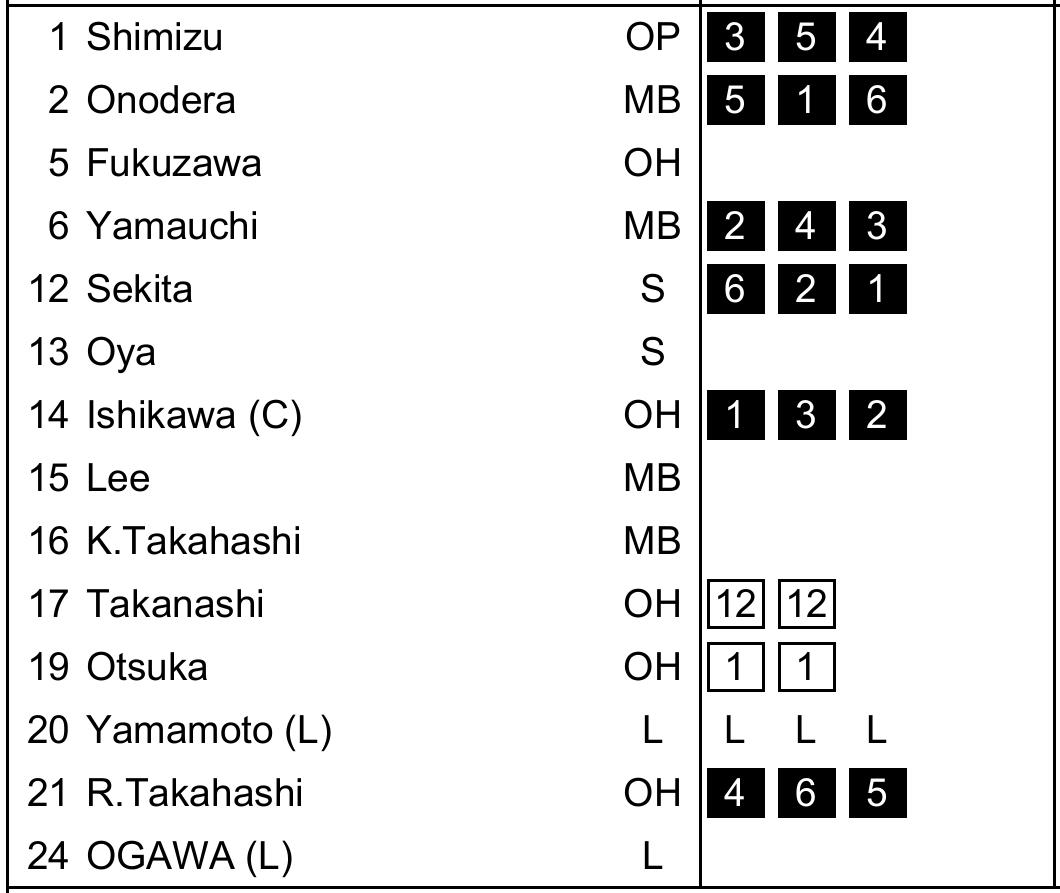 1 Shimizu OP 3 5 4
2 Onodera MB 5 1 6
5 Fukuzawa OH
6 Yamauchi MB 2 4 3
12 Sekita S 6 2 1
13 Oya S
14 Ishikawa (C) OH 1 3 2
15 Lee MB
16 K.Takahashi MB
17 Takanashi OH 12 12
19 Otsuka OH 1 1
20 Yamamoto (L) L L L L
21 R.Takahashi OH 4 6 5
24 OGAWA (L) L